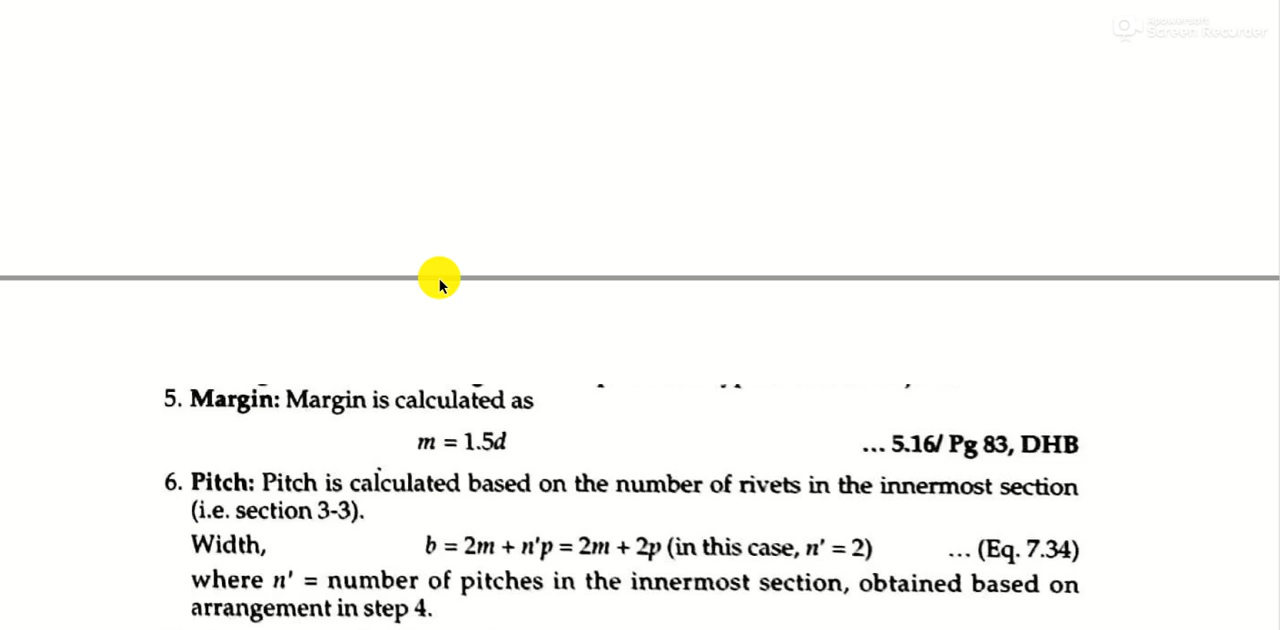 Apowersoft
Screen Recorder
5. Margin: Margin is calculated as
m = 1.5d ... 5.16/ Pg 83, DHB
6. Pitch: Pitch is calculated based on the number of rivets in the innermost section
(i.e. section 3-3).
Width, b = 2m + n'p = 2m + 2p (in this case, n' = 2) ... (Eq. 7.34)
where n' = number of pitches in the innermost section, obtained based on
arrangement in step 4.